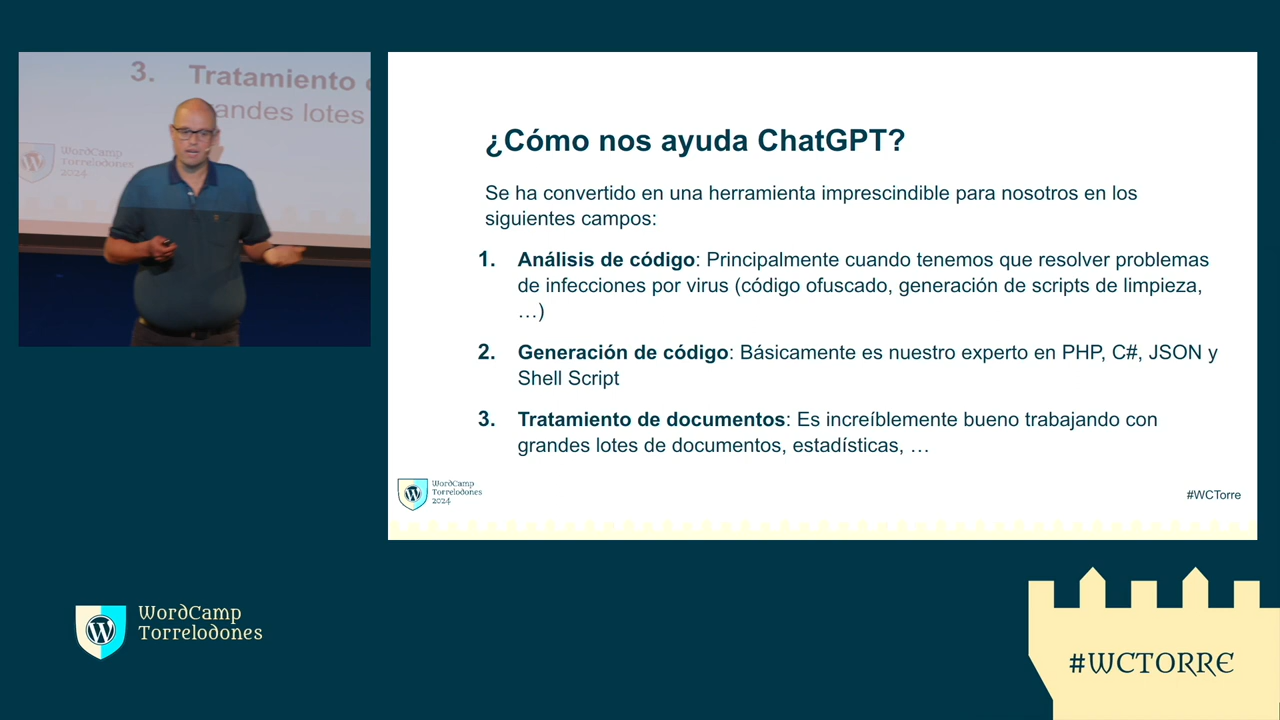 3. Tratamiento
grandes lotes
WordCamp
Torrelodones
2024
¿Cómo nos ayuda ChatGPT?
Se ha convertido en una herramienta imprescindible para nosotros en los
siguientes campos:
1. Análisis de código: Principalmente cuando tenemos que resolver problemas
de infecciones por virus (código ofuscado, generación de scripts de limpieza,
…)
2. Generación de código: Básicamente es nuestro experto en PHP, C#, JSON y
Shell Script
3. Tratamiento de documentos: Es increíblemente bueno trabajando con
grandes lotes de documentos, estadísticas, …
WordCamp
Torrelodones
2024
#WCTorre
WordCamp
Torrelodones
#WCTORRE